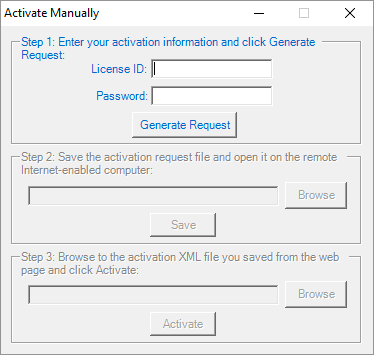 Activate Manually
Step 1: Enter your activation information and click Generate
Request:
License ID:
Password:
Generate Request
Step 2: Save the activation request file and open it on the remote
Internet-enabled computer:
Browse
Save
Step 3: Browse to the activation XML file you saved from the web
page and click Activate:
Browse
Activate